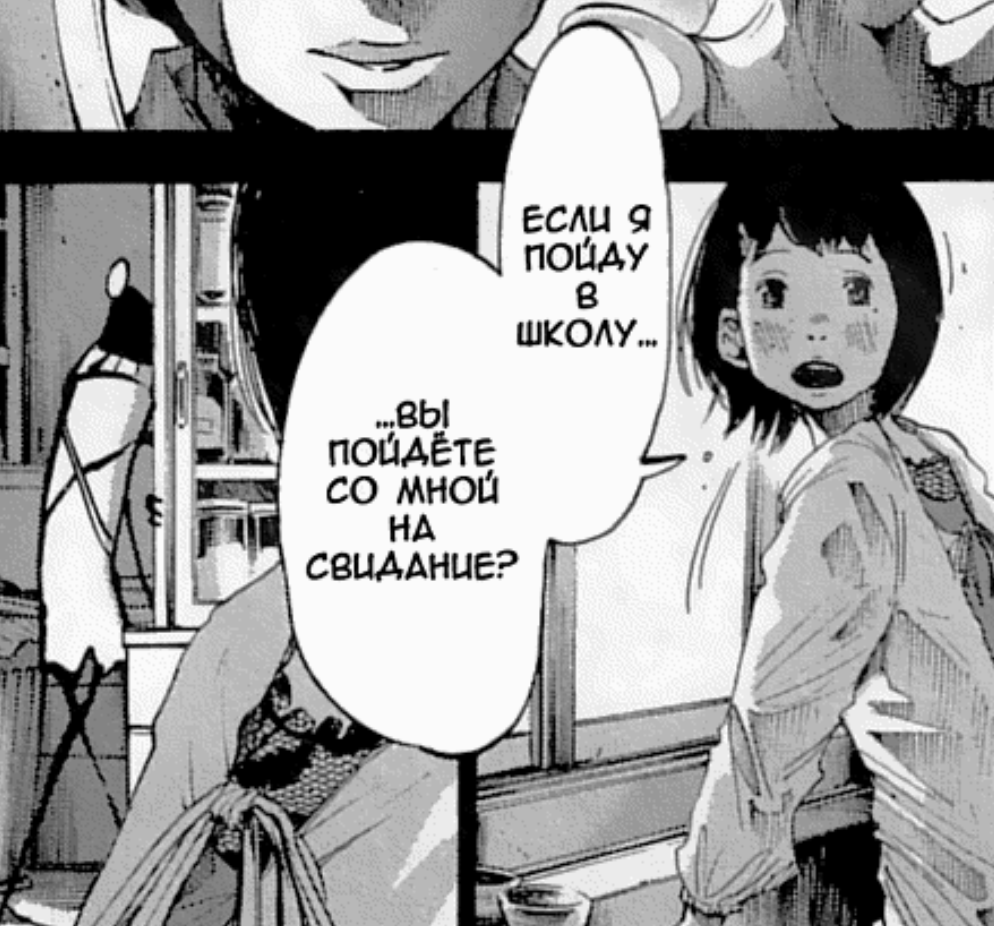 ЕСЛИ Я
ПОЙДУ
В
ШКОЛУ...
...ВЫ
ПОЙДЁТЕ
СО МНОЙ
НА
СВИДАНИЕ?